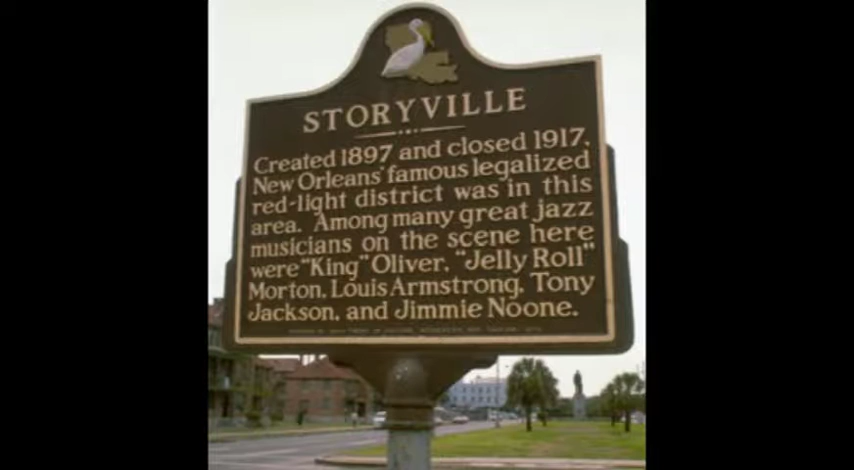 STORYVILLE
Created 1897 and closed 1917,
New Orleans' famous legalized
red-light district was in this
area. Among many great jazz
musicians on the scene here
were "King" Oliver, "Jelly Roll"
Morton, Louis Armstrong, Tony
Jackson, and Jimmie Noone.